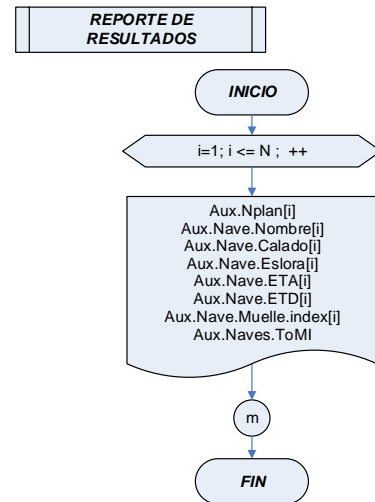 REPORTE DE
RESULTADOS
INICIO
i=1; i <= N ; ++
Aux.Nplan[i]
Aux.Nave.Nombre[i]
Aux.Nave.Calado[i]
Aux.Nave.Eslora[i]
Aux.Nave.ETA[i]
Aux.Nave.ETD[i]
Aux.Nave.Muelle.index[i]
Aux.Naves.ToMI
m
FIN